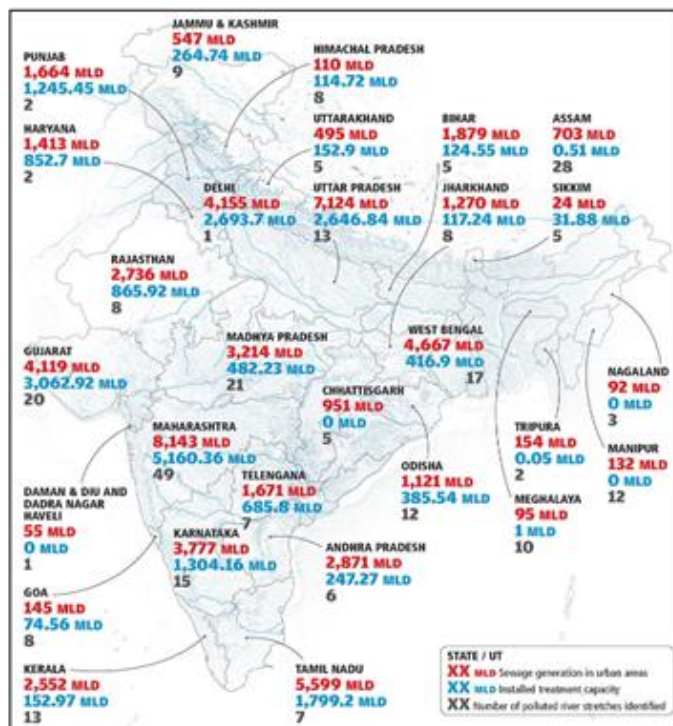 JAMMU & KASHMIR
547 MLD
264.74 MLD
9
PUNJAB
1,664 MLD
1,245.45 MLD
2
HIMACHAL PRADESH
110 MLD
114.72 MLD
8
HARYANA
1,413 MLD
852.7 MLD
2
UTTARAKHAND
495 MLD
152.9 MLD
5
BIHAR
1,879 MLD
124.55 MLD
5
ASSAM
703 MLD
0.51 MLD
28
DELHI
4,155 MLD
2,693.7 MLD
1
UTTAR PRADESH
7,124 MLD
2,646.84 MLD
13
JHARKHAND
1,270 MLD
117.24 MLD
8
SIKKIM
24 MLD
31.88 MLD
5
RAJASTHAN
2,736 MLD
865.92 MLD
8
GUJARAT
4,119 MLD
3,062.92 MLD
20
MADHYA PRADESH
3,214 MLD
482.23 MLD
21
WEST BENGAL
4,667 MLD
416.9 MLD
17
NAGALAND
92 MLD
0 MLD
3
CHHATTISGARH
951 MLD
0 MLD
5
MAHARASHTRA
8,143 MLD
5,160.36 MLD
49
TRIPURA
154 MLD
0.05 MLD
2
MANIPUR
132 MLD
0 MLD
12
ODISHA
1,121 MLD
385.54 MLD
12
TELENGANA
1,671 MLD
685.8 MLD
7
DAMAN & DIU AND
DADRA NAGAR
HAVELI
55 MLD
0 MLD
1
MEGHALAYA
95 MLD
1 MLD
10
KARNATAKA
3,777 MLD
1,304.16 MLD
15
ANDHRA PRADESH
2,871 MLD
247.27 MLD
6
GOA
145 MLD
74.56 MLD
8
KERALA
2,552 MLD
152.97 MLD
13
TAMIL NADU
5,599 MLD
1,799.2 MLD
7
STATE / UT
XX MLD Sewage generation in urban areas
XX MLD Installed treatment capacity
XX Number of polluted river stretches identified